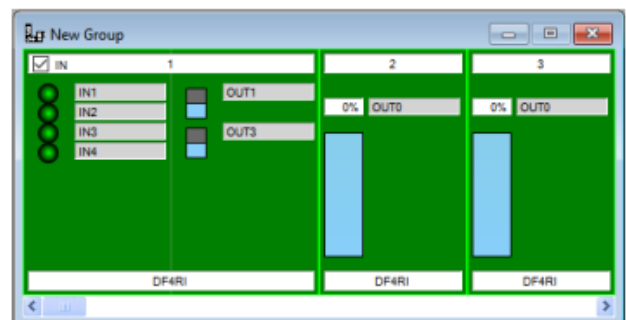 New Group
IN 1 2 3
IN1 OUT1
IN2 0% OUT0 0% OUT0
IN3 OUT3
IN4
DF4RI DF4RI DF4RI